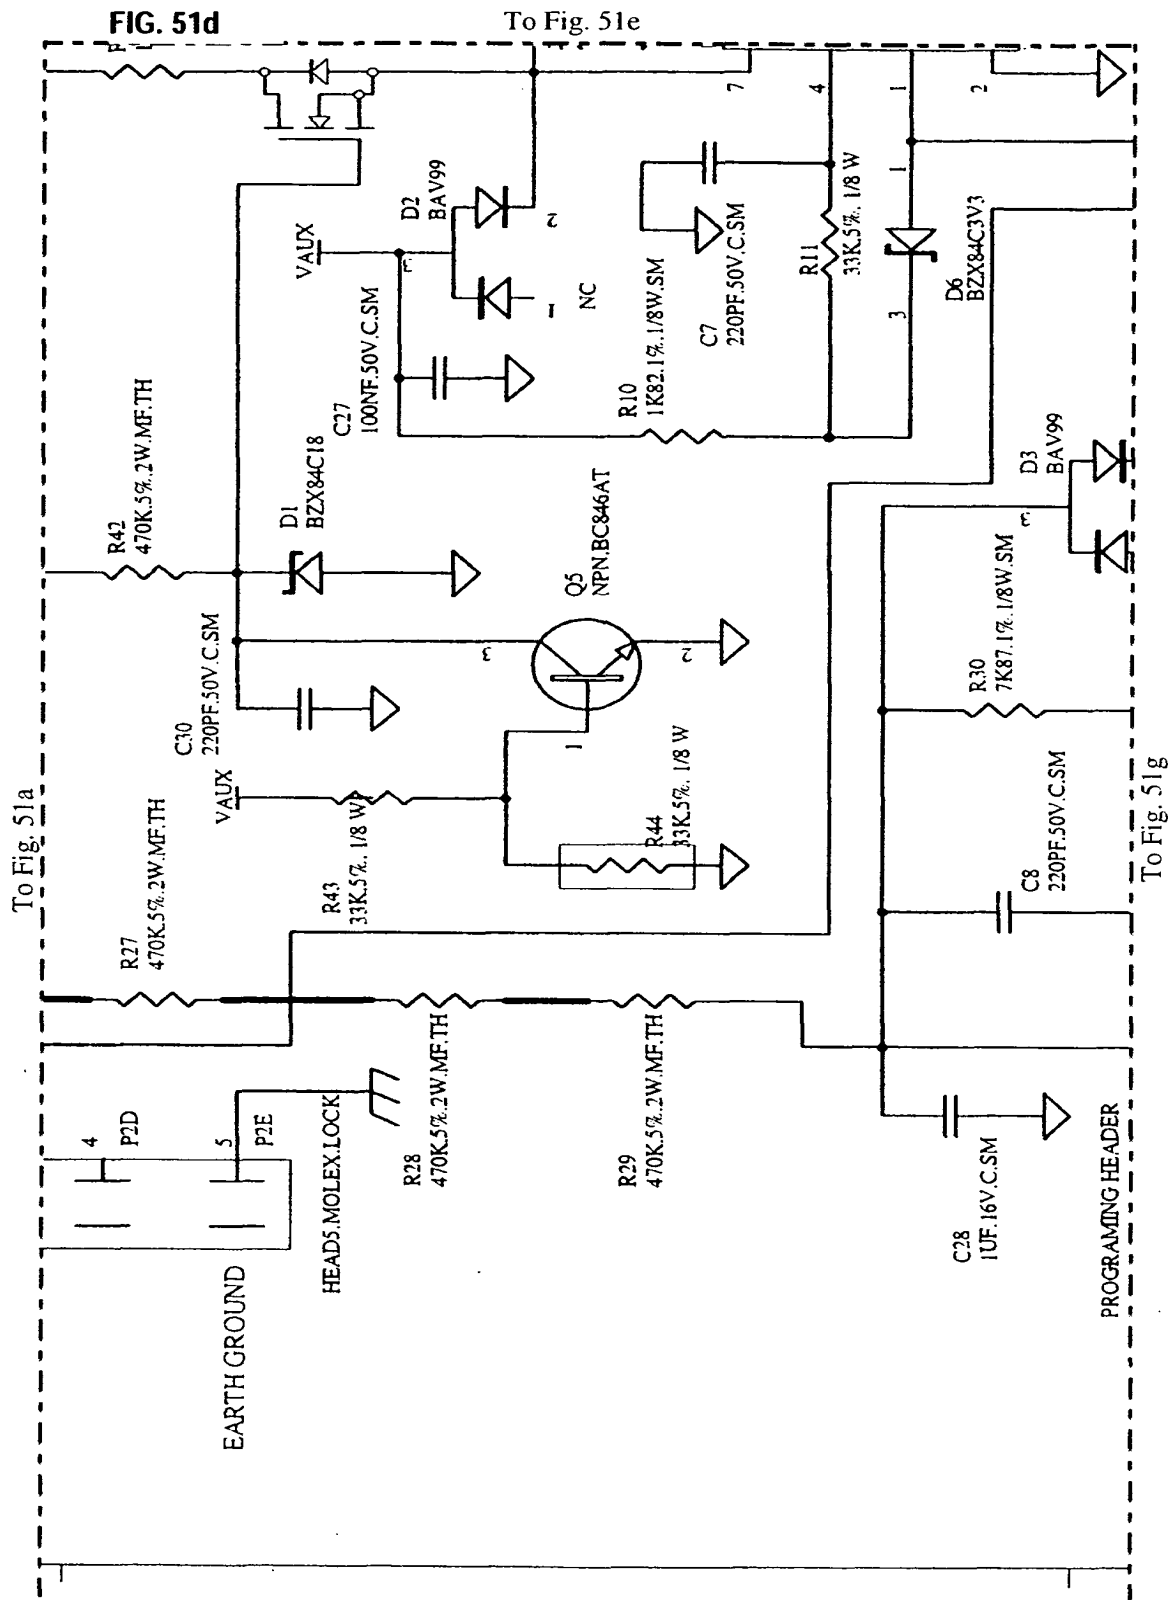 FIG. 51d
To Fig. 51e
To Fig. 51a
To Fig. 51g
R42
470K.5%.2W.MF.TH
D1
BZX84C18
VAUX
D2
BAV99
3
2
1
NC
C27
100NF.50V.C.SM
R10
1K82.1%.1/8W.SM
C7
220PF.50V.C.SM
R11
33K.5%. 1/8 W
7
4
1
2
1
3
D6
BZX84C3V3
C30
220PF.50V.C.SM
Q5
NPN.BC846AT
3
2
1
VAUX
R43
33K.5%. 1/8 W
R44
33K.5%. 1/8 W
D3
BAV99
3
R30
7K87.1%.1/8W.SM
C8
220PF.50V.C.SM
R27
470K.5%.2W.MF.TH
R28
470K.5%.2W.MF.TH
R29
470K.5%.2W.MF.TH
4
P2D
5
P2E
HEAD5.MOLEX.LOCK
EARTH GROUND
C28
1UF.16V.C.SM
PROGRAMING HEADER